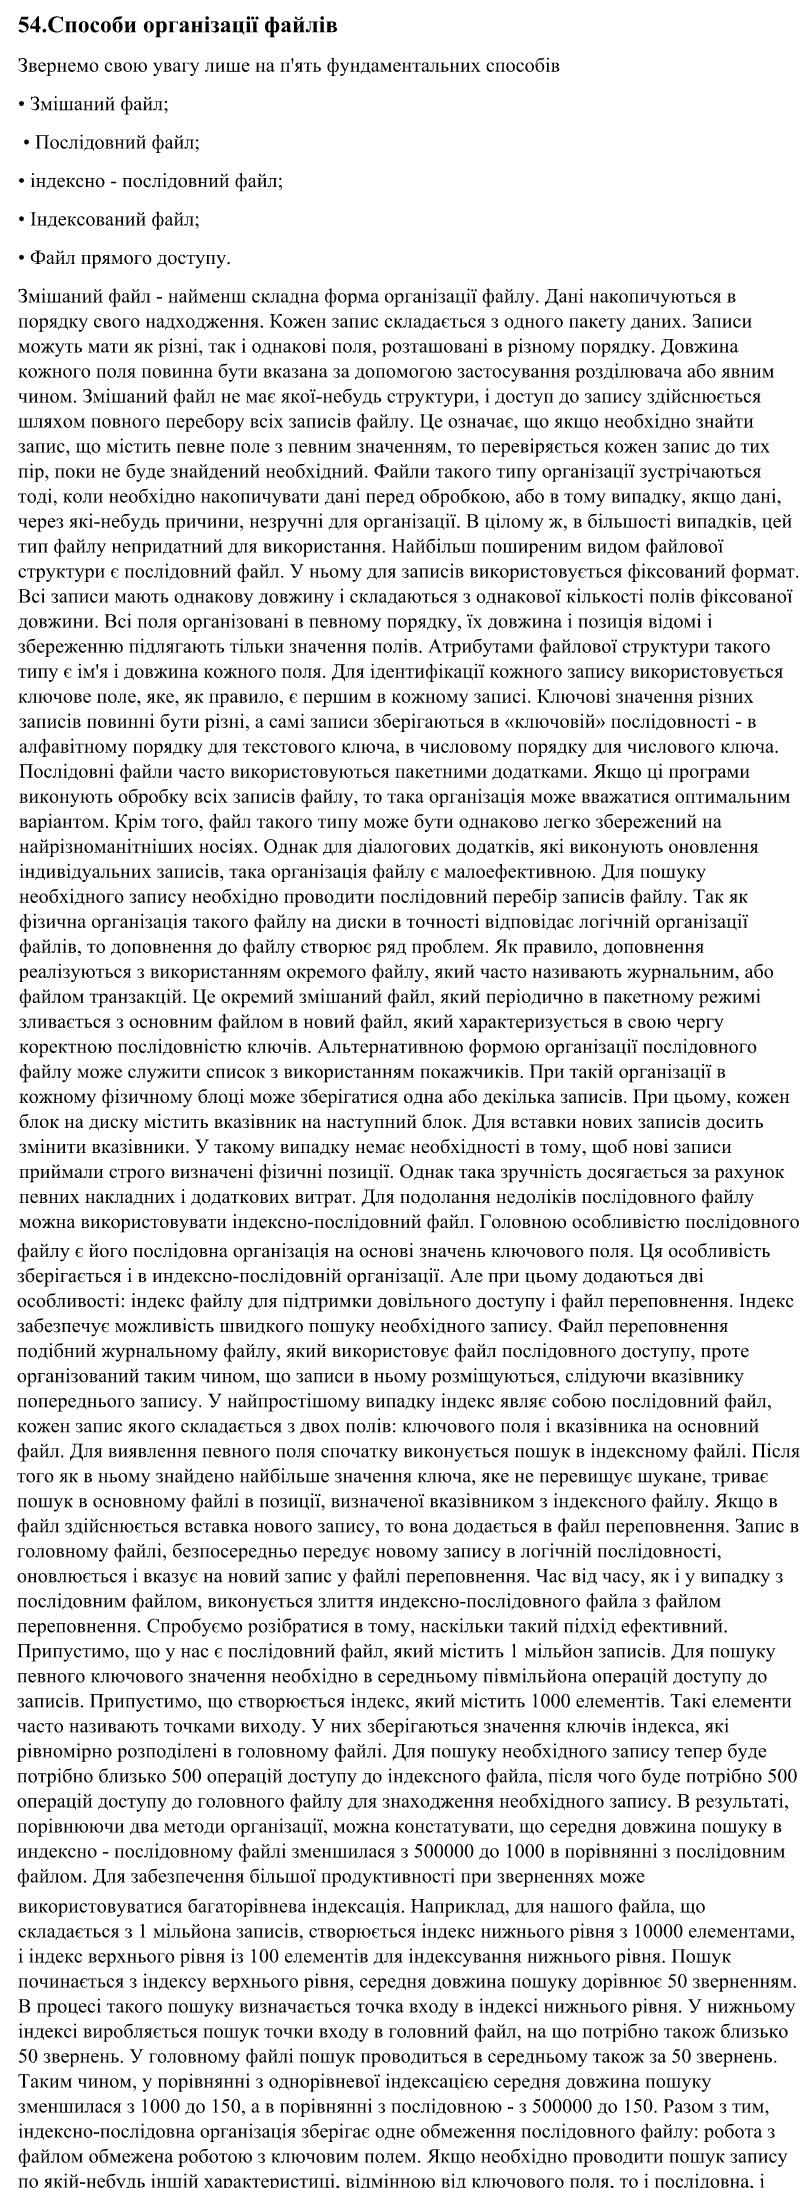 54.Способи організації файлів
Звернемо свою увагу лише на п'ять фундаментальних способів
• Змішаний файл;
• Послідовний файл;
• індексно - послідовний файл;
• Індексований файл;
• Файл прямого доступу.
Змішаний файл - найменш складна форма організації файлу. Дані накопичуються в
порядку свого надходження. Кожен запис складається з одного пакету даних. Записи
можуть мати як різні, так і однакові поля, розташовані в різному порядку. Довжина
кожного поля повинна бути вказана за допомогою застосування розділювача або явним
чином. Змішаний файл не має якої-небудь структури, і доступ до запису здійснюється
шляхом повного перебору всіх записів файлу. Це означає, що якщо необхідно знайти
запис, що містить певне поле з певним значенням, то перевіряється кожен запис до тих
пір, поки не буде знайдений необхідний. Файли такого типу організації зустрічаються
тоді, коли необхідно накопичувати дані перед обробкою, або в тому випадку, якщо дані,
через які-небудь причини, незручні для організації. В цілому ж, в більшості випадків, цей
тип файлу непридатний для використання. Найбільш поширеним видом файлової
структури є послідовний файл. У ньому для записів використовується фіксований формат.
Всі записи мають однакову довжину і складаються з однакової кількості полів фіксованої
довжини. Всі поля організовані в певному порядку, їх довжина і позиція відомі і
збереженню підлягають тільки значення полів. Атрибутами файлової структури такого
типу є ім'я і довжина кожного поля. Для ідентифікації кожного запису використовується
ключове поле, яке, як правило, є першим в кожному записі. Ключові значення різних
записів повинні бути різні, а самі записи зберігаються в «ключовій» послідовності - в
алфавітному порядку для текстового ключа, в числовому порядку для числового ключа.
Послідовні файли часто використовуються пакетними додатками. Якщо ці програми
виконують обробку всіх записів файлу, то така організація може вважатися оптимальним
варіантом. Крім того, файл такого типу може бути однаково легко збережений на
найрізноманітніших носіях. Однак для діалогових додатків, які виконують оновлення
індивідуальних записів, така організація файлу є малоефективною. Для пошуку
необхідного запису необхідно проводити послідовний перебір записів файлу. Так як
фізична організація такого файлу на диски в точності відповідає логічній організації
файлів, то доповнення до файлу створює ряд проблем. Як правило, доповнення
реалізуються з використанням окремого файлу, який часто називають журнальним, або
файлом транзакцій. Це окремий змішаний файл, який періодично в пакетному режимі
зливається з основним файлом в новий файл, який характеризується в свою чергу
коректною послідовністю ключів. Альтернативною формою організації послідовного
файлу може служити список з використанням покажчиків. При такій організації в
кожному фізичному блоці може зберігатися одна або декілька записів. При цьому, кожен
блок на диску містить вказівник на наступний блок. Для вставки нових записів досить
змінити вказівники. У такому випадку немає необхідності в тому, щоб нові записи
приймали строго визначені фізичні позиції. Однак така зручність досягається за рахунок
певних накладних і додаткових витрат. Для подолання недоліків послідовного файлу
можна використовувати індексно-послідовний файл. Головною особливістю послідовного
файлу є його послідовна організація на основі значень ключового поля. Ця особливість
зберігається і в индексно-послідовній організації. Але при цьому додаються дві
особливості: індекс файлу для підтримки довільного доступу і файл переповнення. Індекс
забезпечує можливість швидкого пошуку необхідного запису. Файл переповнення
подібний журнальному файлу, який використовує файл послідовного доступу, проте
організований таким чином, що записи в ньому розміщуються, слідуючи вказівнику
попереднього запису. У найпростішому випадку індекс являє собою послідовний файл,
кожен запис якого складається з двох полів: ключового поля і вказівника на основний
файл. Для виявлення певного поля спочатку виконується пошук в індексному файлі. Після
того як в ньому знайдено найбільше значення ключа, яке не перевищує шукане, триває
пошук в основному файлі в позиції, визначеної вказівником з індексного файлу. Якщо в
файл здійснюється вставка нового запису, то вона додається в файл переповнення. Запис в
головному файлі, безпосередньо передує новому запису в логічній послідовності,
оновлюється і вказує на новий запис у файлі переповнення. Час від часу, як і у випадку з
послідовним файлом, виконується злиття индексно-послідовного файла з файлом
переповнення. Спробуємо розібратися в тому, наскільки такий підхід ефективний.
Припустимо, що у нас є послідовний файл, який містить 1 мільйон записів. Для пошуку
певного ключового значення необхідно в середньому півмільйона операцій доступу до
записів. Припустимо, що створюється індекс, який містить 1000 елементів. Такі елементи
часто називають точками виходу. У них зберігаються значення ключів індекса, які
рівномірно розподілені в головному файлі. Для пошуку необхідного запису тепер буде
потрібно близько 500 операцій доступу до індексного файла, після чого буде потрібно 500
операцій доступу до головного файлу для знаходження необхідного запису. В результаті,
порівнюючи два методи організації, можна констатувати, що середня довжина пошуку в
индексно - послідовному файлі зменшилася з 500000 до 1000 в порівнянні з послідовним
файлом. Для забезпечення більшої продуктивності при зверненнях може
використовуватися багаторівнева індексація. Наприклад, для нашого файла, що
складається з 1 мільйона записів, створюється індекс нижнього рівня з 10000 елементами,
і індекс верхнього рівня із 100 елементів для індексування нижнього рівня. Пошук
починається з індексу верхнього рівня, середня довжина пошуку дорівнює 50 зверненням.
В процесі такого пошуку визначається точка входу в індексі нижнього рівня. У нижньому
індексі виробляється пошук точки входу в головний файл, на що потрібно також близько
50 звернень. У головному файлі пошук проводиться в середньому також за 50 звернень.
Таким чином, у порівнянні з однорівневої індексацією середня довжина пошуку
зменшилася з 1000 до 150, а в порівнянні з послідовною - з 500000 до 150. Разом з тим,
індексно-послідовна організація зберігає одне обмеження послідовного файлу: робота з
файлом обмежена роботою з ключовим полем. Якщо необхідно проводити пошук запису
по якій-небудь іншій характеристиці, відмінною від ключового поля, то і послідовна, і